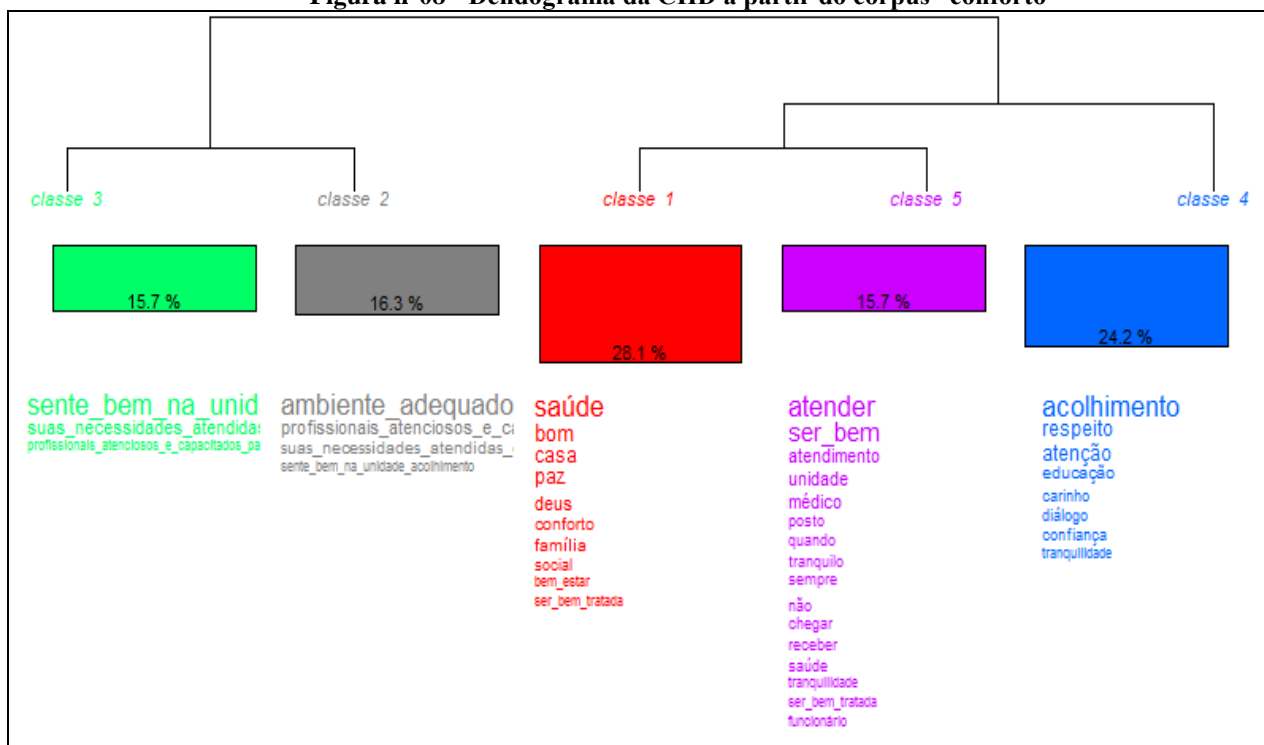 Figura nº08 - Dendograma da CHD a partir do corpus "conforto"
classe 3
classe 2
classe 1
classe 5
classe 4
15.7 %
16.3 %
28.1 %
15.7 %
24.2 %
sente_bem_na_unid
suas_necessidades_atendidas
profissionais_atenciosos_e_capacitados_pa
ambiente_adequado
profissionais_atenciosos_e_ca
suas_necessidades_atendidas_
sente_bem_na_unidade_acolhimento
saúde
bom
casa
paz
deus
conforto
família
social
bem_estar
ser_bem_tratada
atender
ser_bem
atendimento
unidade
médico
posto
quando
tranquilo
sempre
não
chegar
receber
saúde
tranquilidade
ser_bem_tratada
funcionário
acolhimento
respeito
atenção
educação
carinho
diálogo
confiança
tranquilidade